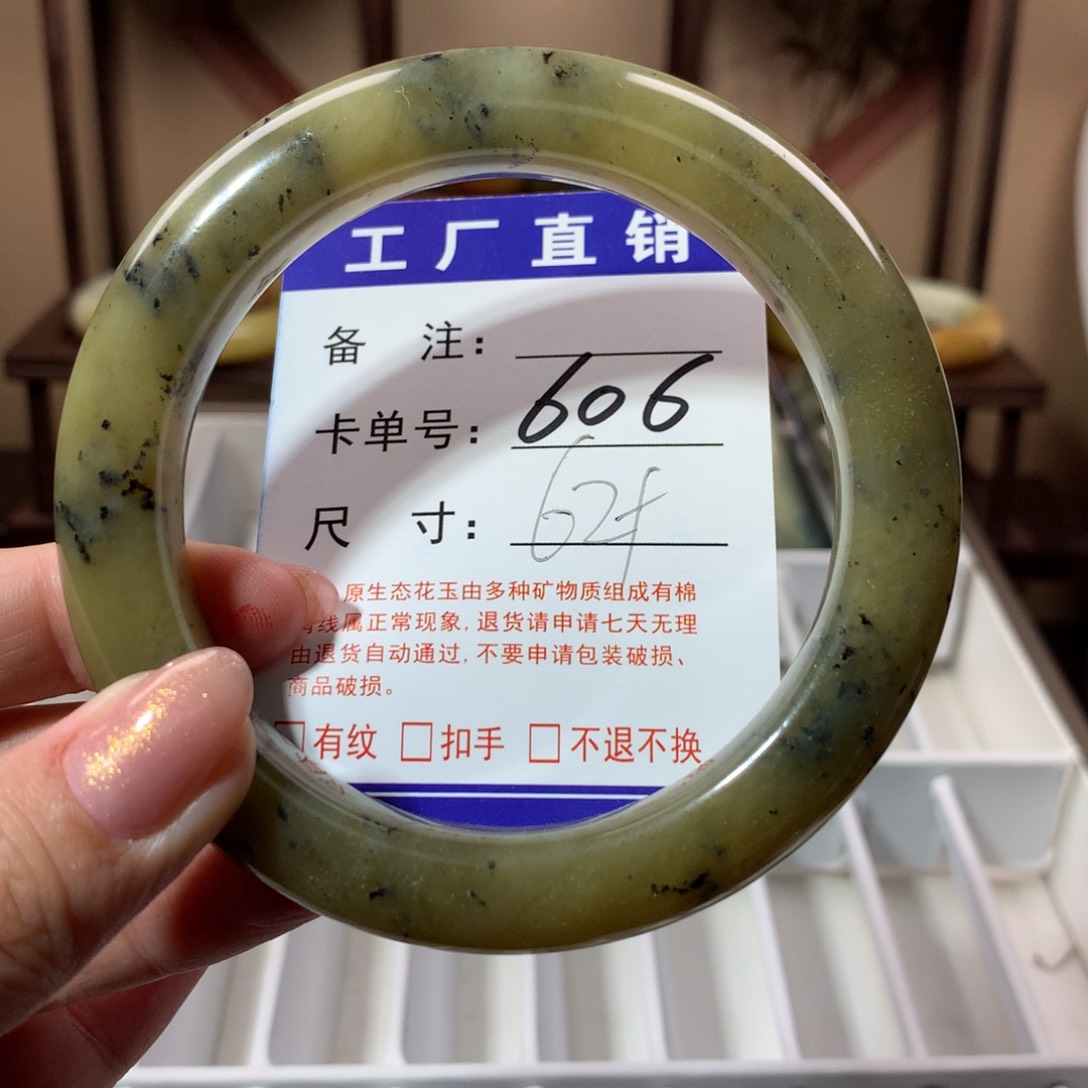 工厂直销
备 注:
卡单号: 606
尺 寸: 62
原生态花玉由多种矿物质组成有棉
线属正常现象,退货请申请七天无理
由退货自动通过,不要申请包装破损、
商品破损。
□有纹 □扣手 □不退不换